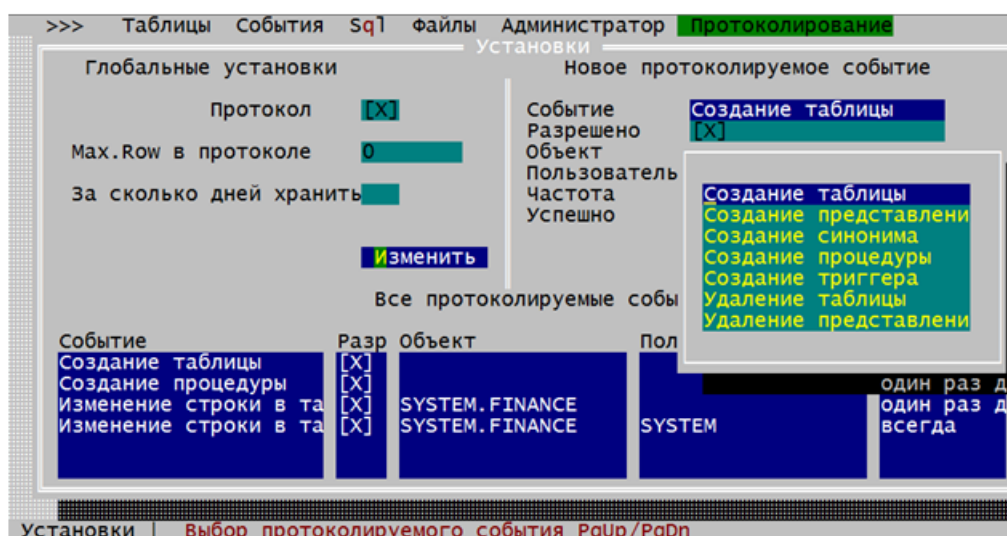 >>> Таблицы События Sql Файлы Администратор Протоколирование
Установки
Глобальные установки
Протокол [X]
Max.Row в протоколе 0
За сколько дней хранить
Изменить
Новое протоколируемое событие
Событие Создание таблицы
Разрешено [X]
Объект
Пользователь
Частота
Успешно
Создание таблицы
Создание представлени
Создание синонима
Создание процедуры
Создание триггера
Удаление таблицы
Удаление представлени
Все протоколируемые собы
Событие Разр Объект Пол
Создание таблицы [X]
Создание процедуры [X] один раз д
Изменение строки в та [X] SYSTEM.FINANCE один раз д
Изменение строки в та [X] SYSTEM.FINANCE SYSTEM всегда
Установки | Выбор протоколируемого события PgUp/PgDn